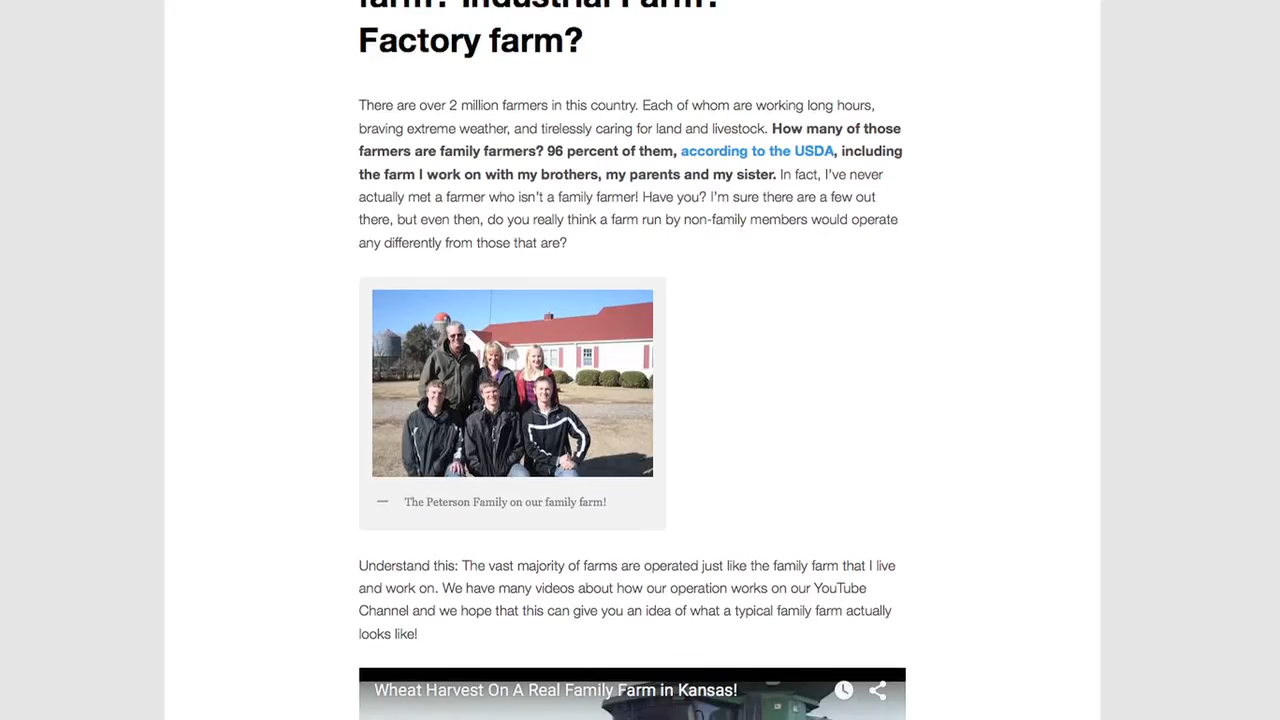 farm? Industrial Farm?
Factory farm?
There are over 2 million farmers in this country. Each of whom are working long hours,
braving extreme weather, and tirelessly caring for land and livestock. How many of those
farmers are family farmers? 96 percent of them, according to the USDA, including
the farm I work on with my brothers, my parents and my sister. In fact, I've never
actually met a farmer who isn't a family farmer! Have you? I'm sure there are a few out
there, but even then, do you really think a farm run by non-family members would operate
any differently from those that are?
— The Peterson Family on our family farm!
Understand this: The vast majority of farms are operated just like the family farm that I live
and work on. We have many videos about how our operation works on our YouTube
Channel and we hope that this can give you an idea of what a typical family farm actually
looks like!
Wheat Harvest On A Real Family Farm in Kansas!